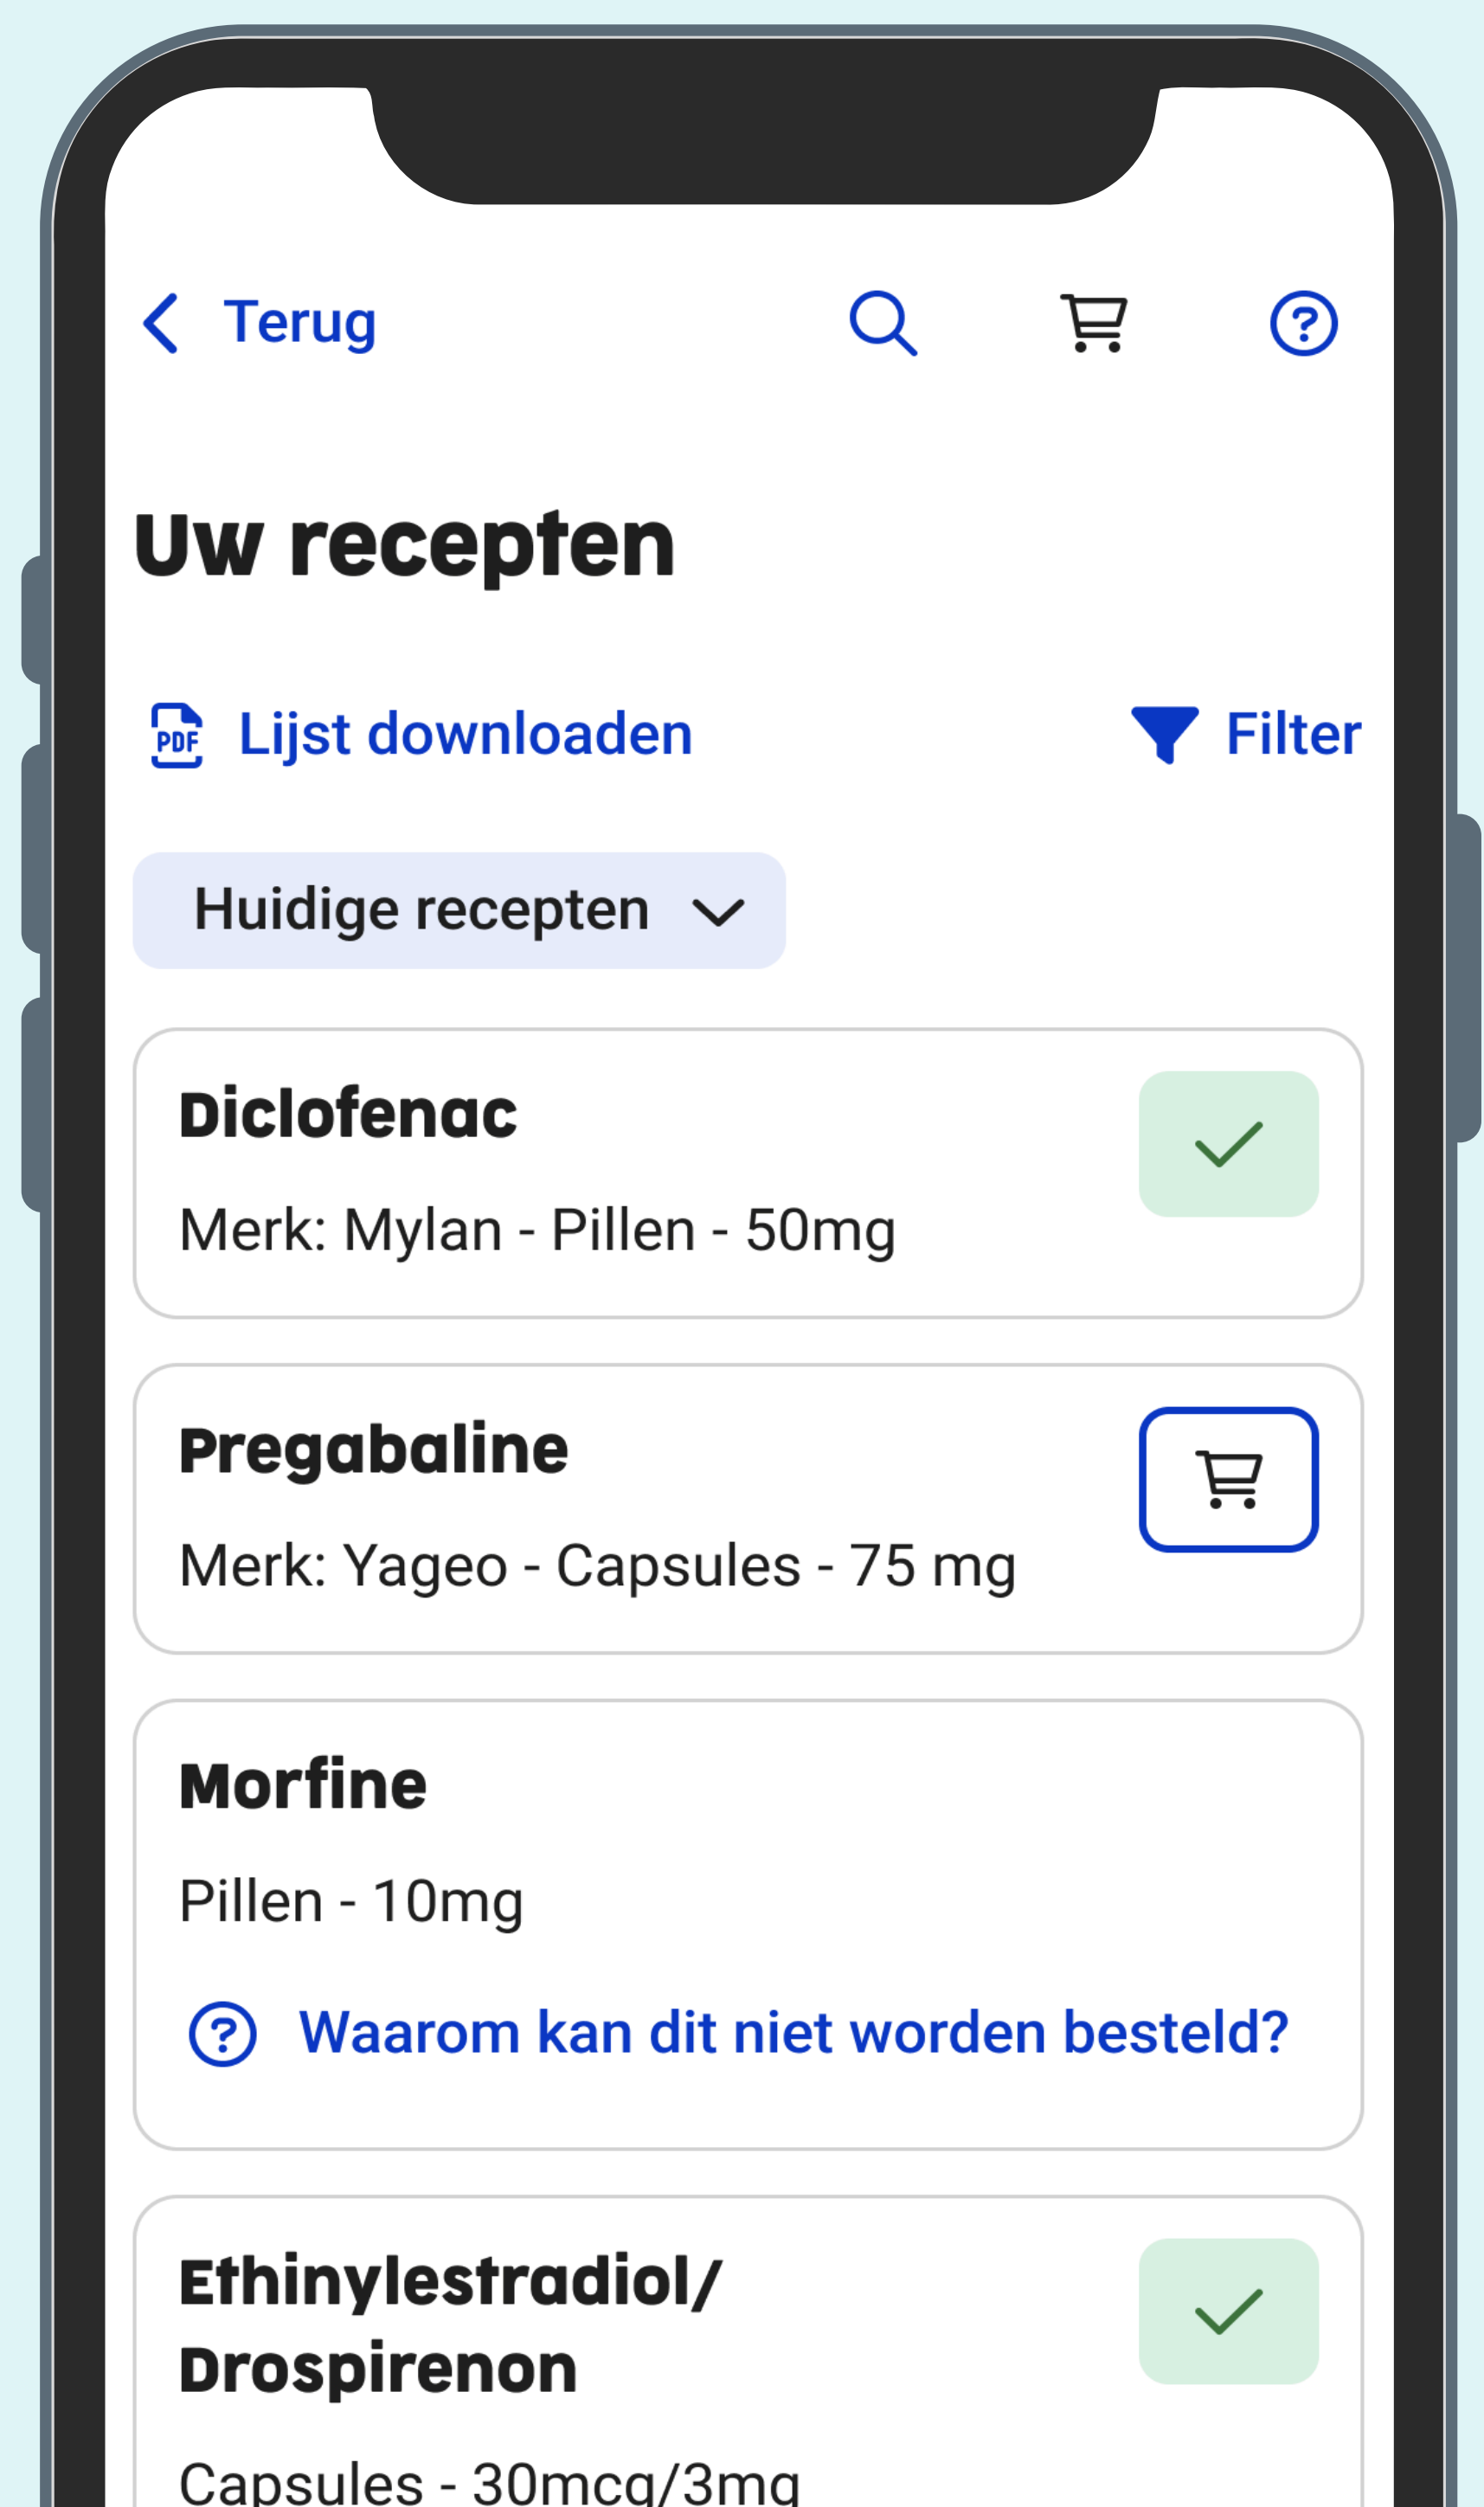 Terug
Uw recepten
PDF Lijst downloaden Filter
Huidige recepten
Diclofenac
Merk: Mylan - Pillen - 50mg
Pregabaline
Merk: Yageo - Capsules - 75 mg
Morfine
Pillen - 10mg
Waarom kan dit niet worden besteld?
Ethinylestradiol/
Drospirenon
Capsules - 30mcg/3mg